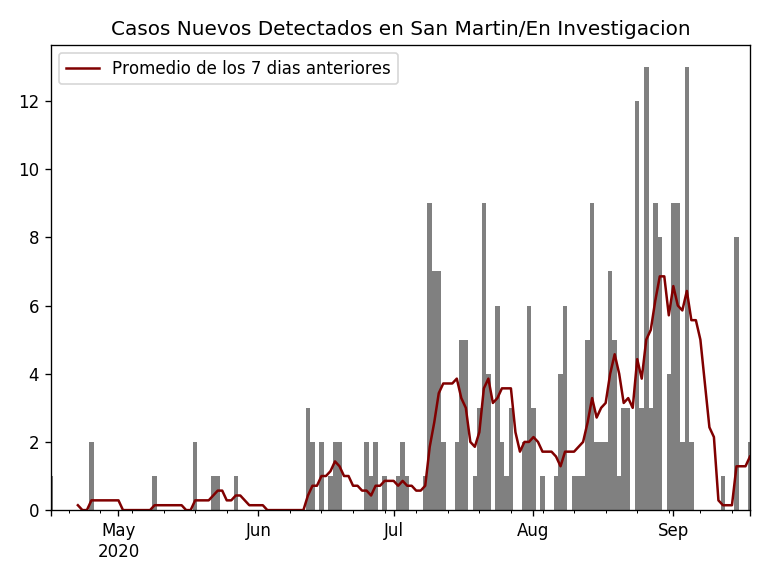 Casos Nuevos Detectados en San Martin/En Investigacion
Promedio de los 7 dias anteriores
12
10
8
6
4
2
0
May Jun Jul Aug Sep
2020